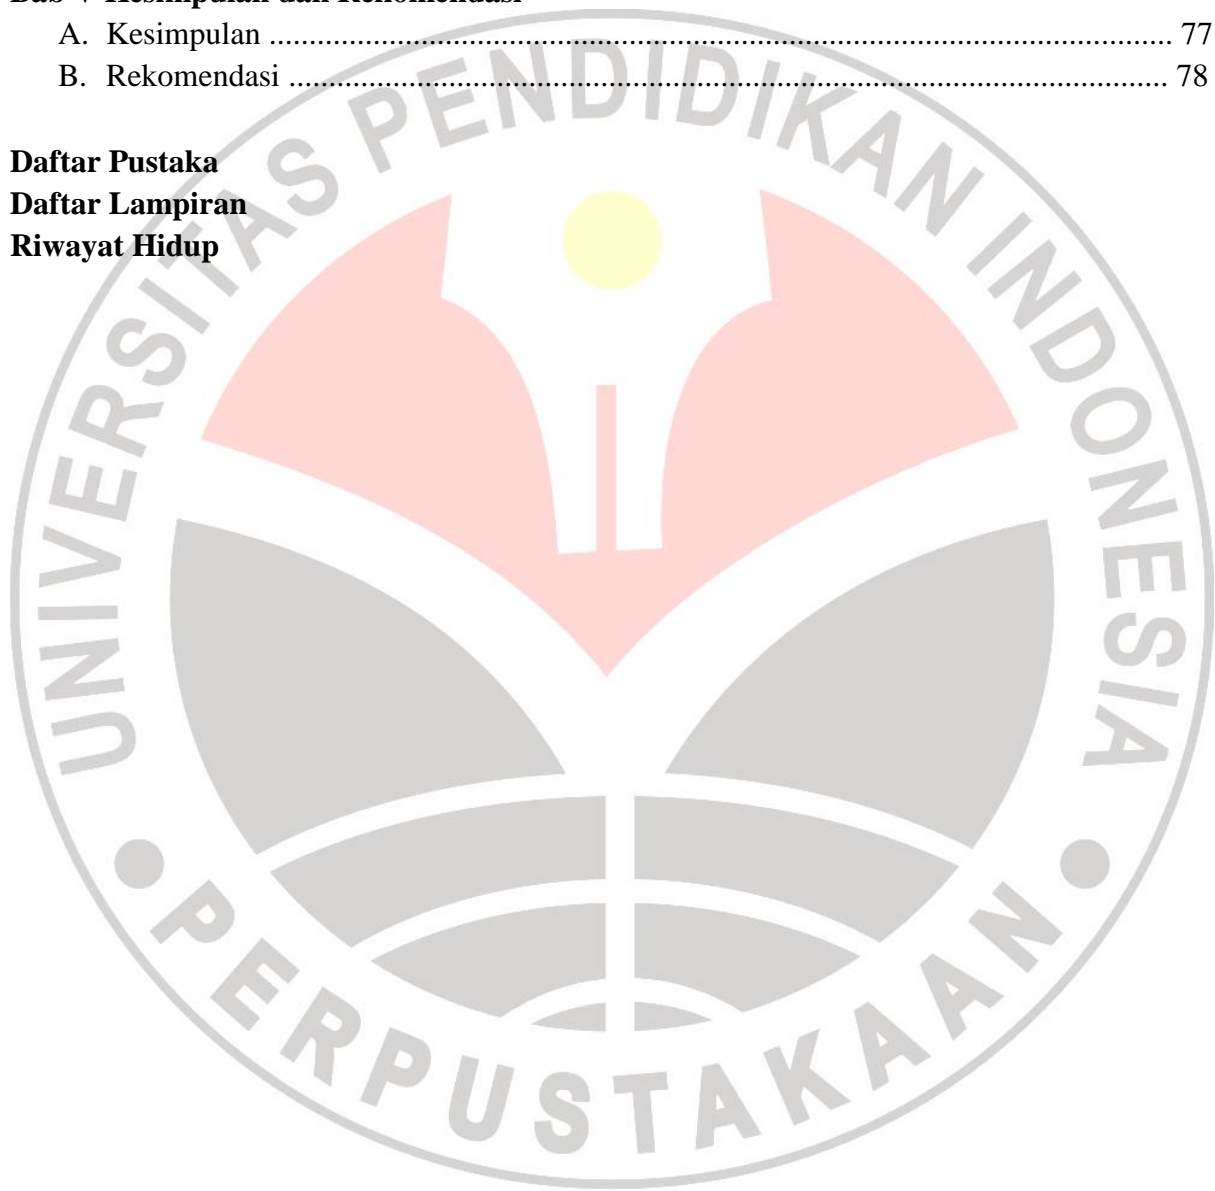 Bab V Kesimpulan dan Rekomendasi
A. Kesimpulan ................................................................................................................ 77
B. Rekomendasi ............................................................................................................. 78
Daftar Pustaka
Daftar Lampiran
Riwayat Hidup
UNIVERSITAS PENDIDIKAN INDONESIA
PERPUSTAKAAN